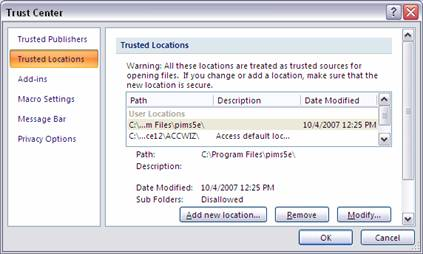 Trust Center
Trusted Publishers
Trusted Locations
Add-ins
Macro Settings
Message Bar
Privacy Options
Trusted Locations
Warning: All these locations are treated as trusted sources for
opening files. If you change or add a location, make sure that the
new location is secure.
Path Description Date Modified
User Locations
C:\...m Files\pims5e\ 10/4/2007 12:25 PM
C:\...ce12\ACCWIZ\ Access default loc...
Path: C:\Program Files\pims5e\
Description:
Date Modified: 10/4/2007 12:25 PM
Sub Folders: Disallowed
Add new location... Remove Modify...
OK Cancel